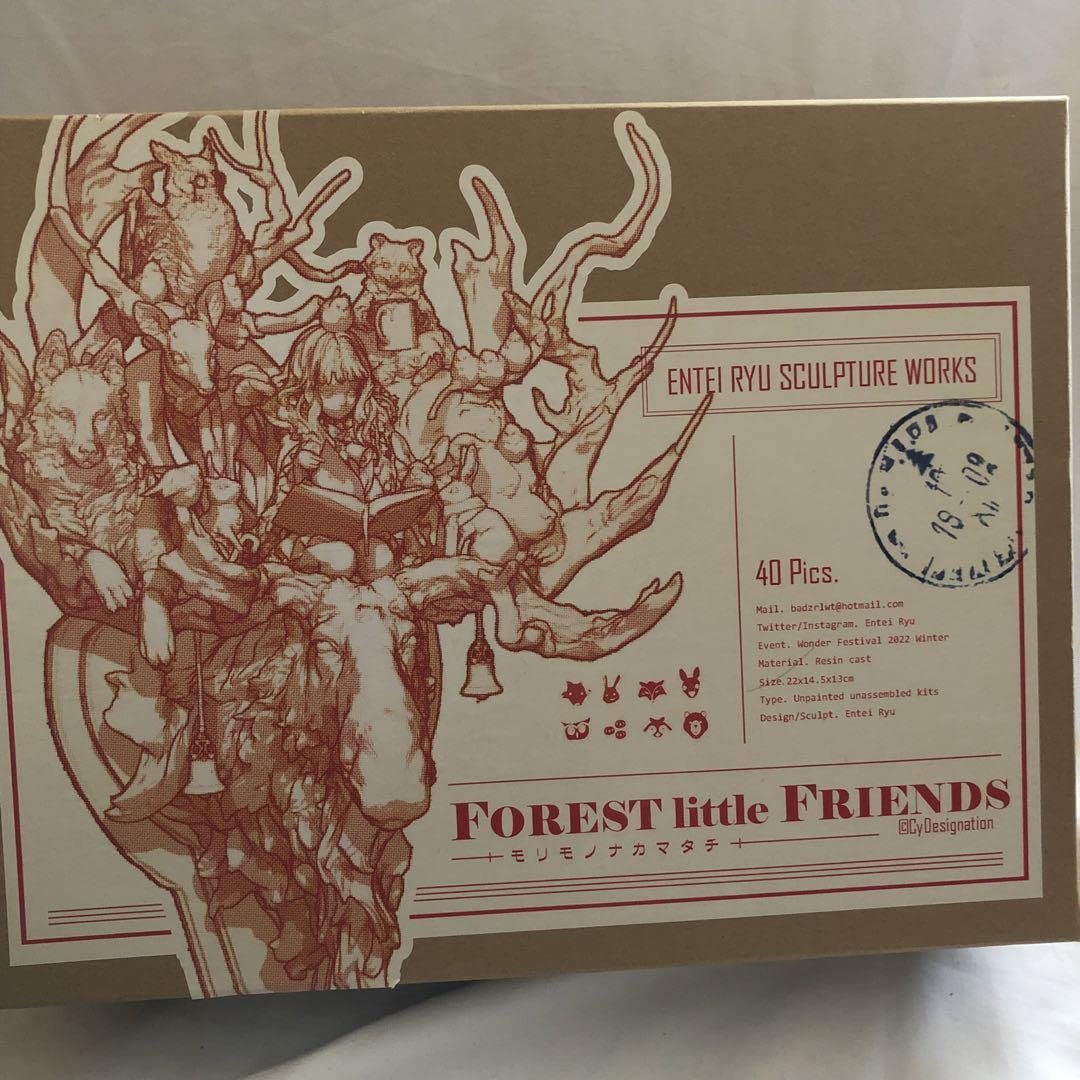 ENTEI RYU SCULPTURE WORKS
40 Pics.
Mail. badzrlwt@hotmail.com
Twitter/Instagram. Entei Ryu
Event. Wonder Festival 2022 Winter
Material. Resin cast
Size.22x14.5x13cm
Type. Unpainted unassembled kits
Design/Sculpt. Entei Ryu
FOREST little FRIENDS
©CyDesignation
モリモノナカマタチ